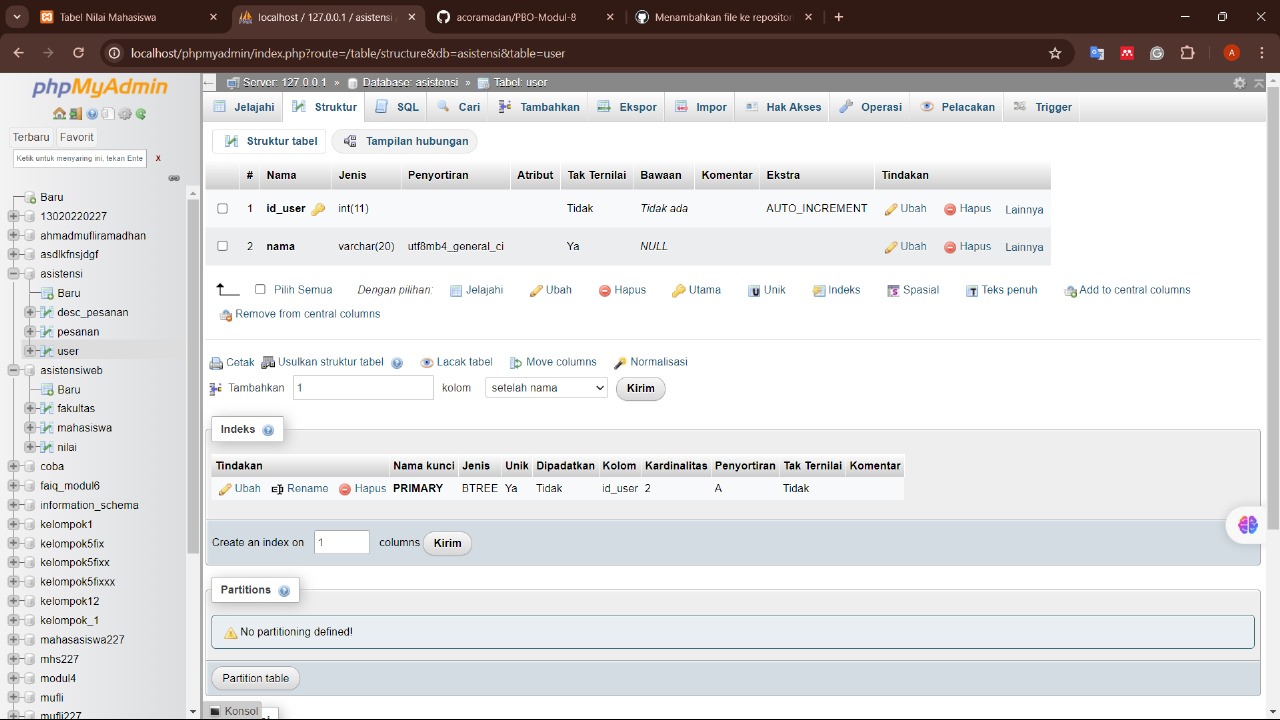 Tabel Nilai Mahasiswa
localhost / 127.0.0.1 / asistensi /
acoramadan/PBO-Modul-8
Menambahkan file ke repositori
localhost/phpmyadmin/index.php?route=/table/structure&db=asistensi&table=user
A
phpMyAdmin
Terbaru Favorit
Ketik untuk menyaring ini, tekan Ente X
Baru
13020220227
ahmadmufliramadhan
asdlkfnsjdgf
asistensi
Baru
desc_pesanan
pesanan
user
asistensiweb
Baru
fakultas
mahasiswa
nilai
coba
faiq_modul6
information_schema
kelompok1
kelompok5fix
kelompok5fixx
kelompok5fixxx
kelompok12
kelompok_1
mahasasiswa227
mhs227
modul4
mufli
mufli227
Server: 127.0.0.1 » Database: asistensi » Tabel: user
Jelajahi Struktur SQL Cari Tambahkan Ekspor Impor Hak Akses Operasi Pelacakan Trigger
Struktur tabel Tampilan hubungan
# Nama Jenis Penyortiran Atribut Tak Ternilai Bawaan Komentar Ekstra Tindakan
1 id_user int(11) Tidak Tidak ada AUTO_INCREMENT Ubah Hapus Lainnya
2 nama varchar(20) utf8mb4_general_ci Ya NULL Ubah Hapus Lainnya
Pilih Semua Dengan pilihan: Jelajahi Ubah Hapus Utama Unik Indeks Spasial Teks penuh Add to central columns
Remove from central columns
Cetak Usulkan struktur tabel Lacak tabel Move columns Normalisasi
Tambahkan 1 kolom setelah nama Kirim
Indeks
Tindakan Nama kunci Jenis Unik Dipadatkan Kolom Kardinalitas Penyortiran Tak Ternilai Komentar
Ubah Rename Hapus PRIMARY BTREE Ya Tidak id_user 2 A Tidak
Create an index on 1 columns Kirim
Partitions
No partitioning defined!
Partition table
Konsol